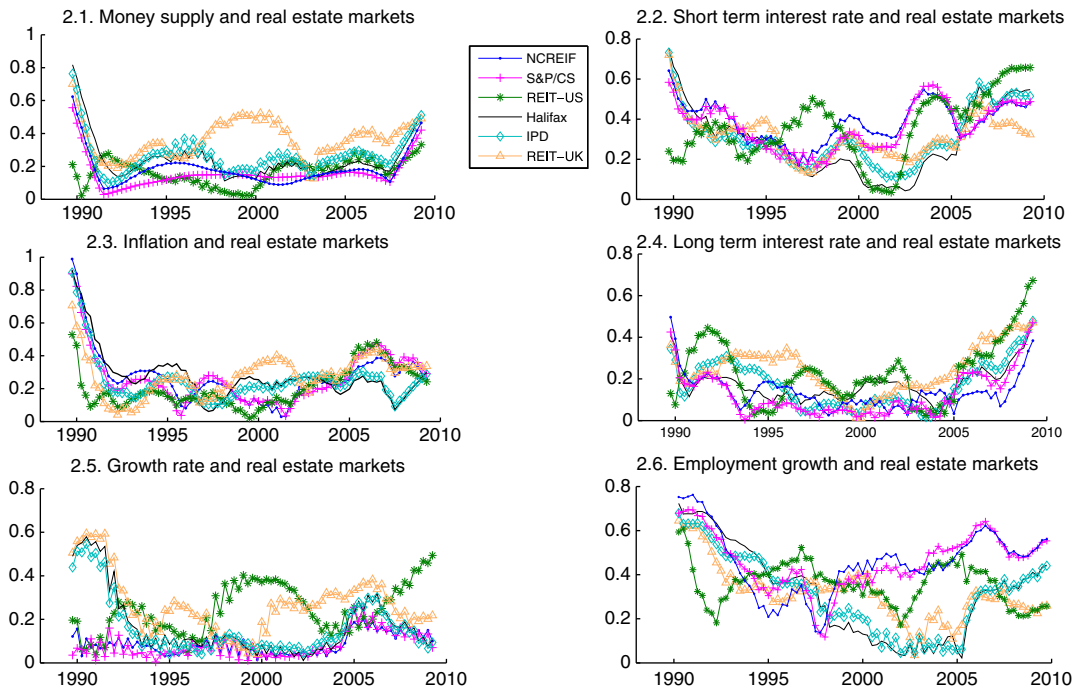 2.1. Money supply and real estate markets
1
0.8
0.6
0.4
0.2
0
1990 1995 2000 2005 2010
NCREIF
S&P/CS
REIT−US
Halifax
IPD
REIT−UK
2.2. Short term interest rate and real estate markets
0.8
0.6
0.4
0.2
0
1990 1995 2000 2005 2010
2.3. Inflation and real estate markets
1
0.8
0.6
0.4
0.2
0
1990 1995 2000 2005 2010
2.4. Long term interest rate and real estate markets
0.8
0.6
0.4
0.2
0
1990 1995 2000 2005 2010
2.5. Growth rate and real estate markets
0.8
0.6
0.4
0.2
0
1990 1995 2000 2005 2010
2.6. Employment growth and real estate markets
0.8
0.6
0.4
0.2
0
1990 1995 2000 2005 2010